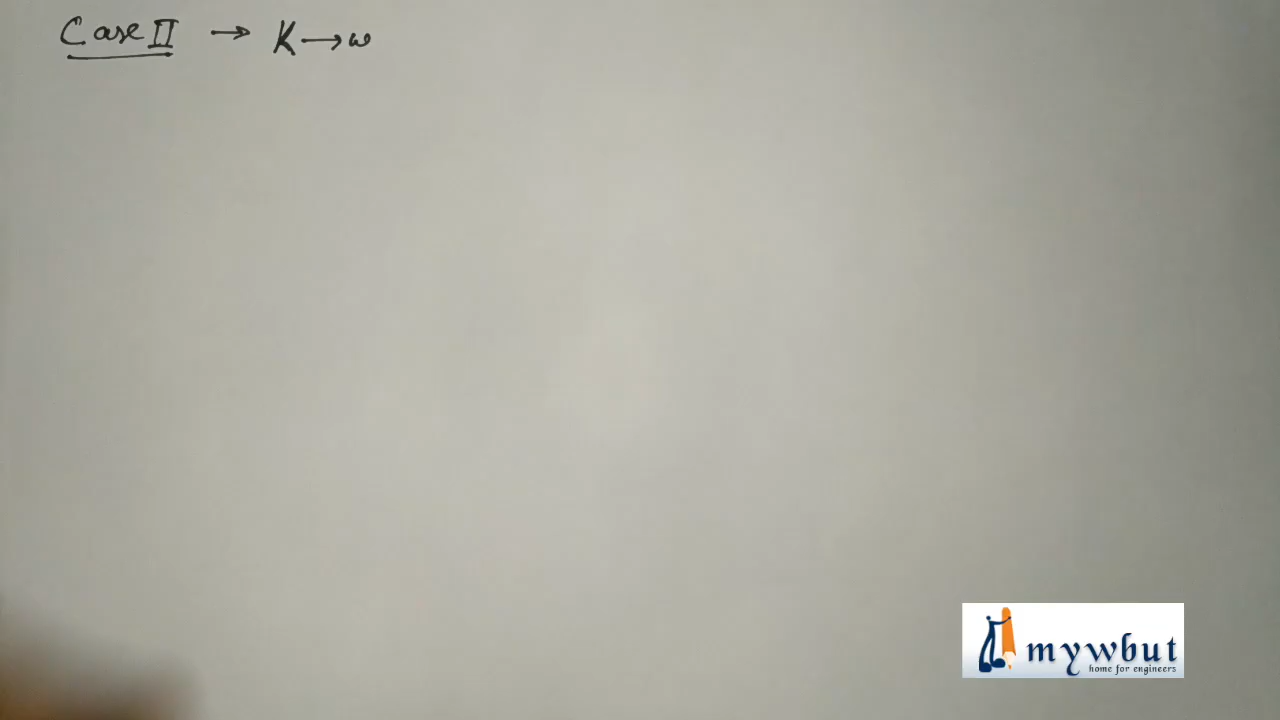 Case II → K → ω
mywbut
home for engineers